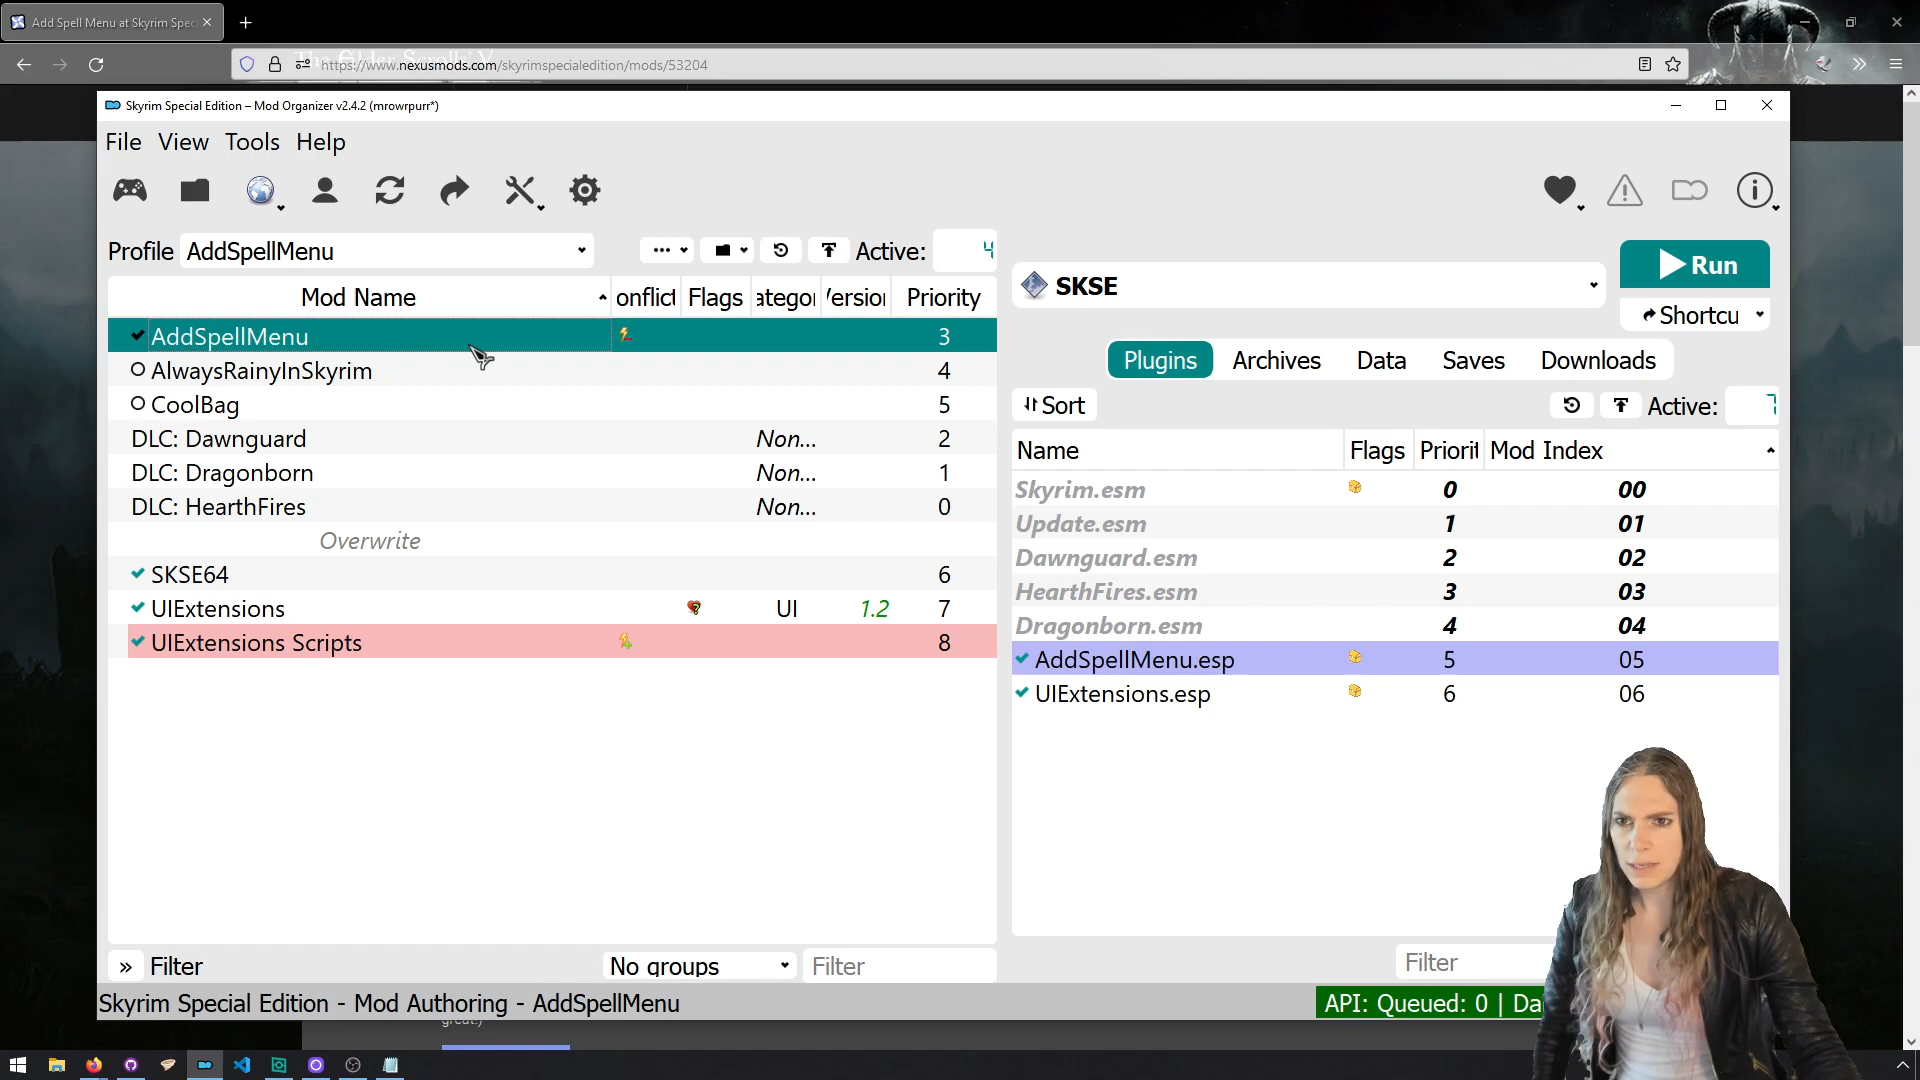 Add Spell Menu at Skyrim Spec
https://www.nexusmods.com/skyrimspecialedition/mods/53204
Skyrim Special Edition – Mod Organizer v2.4.2 (mrowrpurr*)
File View Tools Help
Profile AddSpellMenu Active: 4
SKSE
Run
Shortcu
Mod Name onflict Flags atego Versio Priority
AddSpellMenu 3
AlwaysRainyInSkyrim 4
CoolBag 5
DLC: Dawnguard Non... 2
DLC: Dragonborn Non... 1
DLC: HearthFires Non... 0
Overwrite
SKSE64 6
UIExtensions UI 1.2 7
UIExtensions Scripts 8
Plugins Archives Data Saves Downloads
Sort Active: 7
Name Flags Priorit Mod Index
Skyrim.esm 0 00
Update.esm 1 01
Dawnguard.esm 2 02
HearthFires.esm 3 03
Dragonborn.esm 4 04
AddSpellMenu.esp 5 05
UIExtensions.esp 6 06
» Filter No groups Filter
Filter
Skyrim Special Edition - Mod Authoring - AddSpellMenu
API: Queued: 0 | Da
great!)